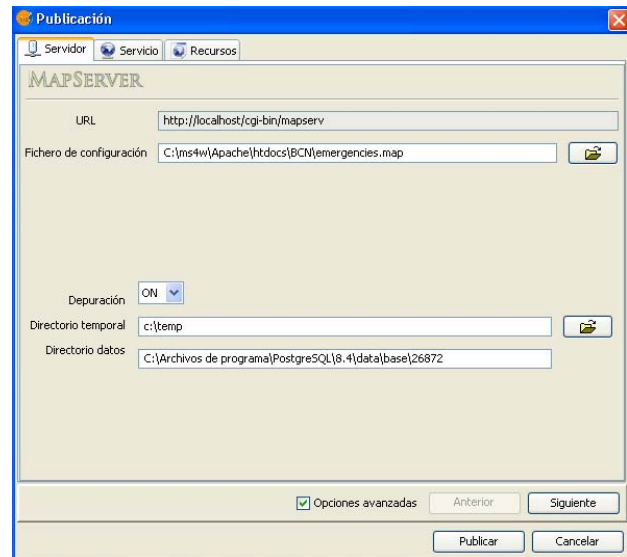 Publicación
Servidor Servicio Recursos
MAPSERVER
URL http://localhost/cgi-bin/mapserv
Fichero de configuración C:\ms4w\Apache\htdocs\BCN\emergencies.map
Depuración ON
Directorio temporal c:\temp
Directorio datos C:\Archivos de programa\PostgreSQL\8.4\data\base\26872
Opciones avanzadas Anterior Siguiente
Publicar Cancelar